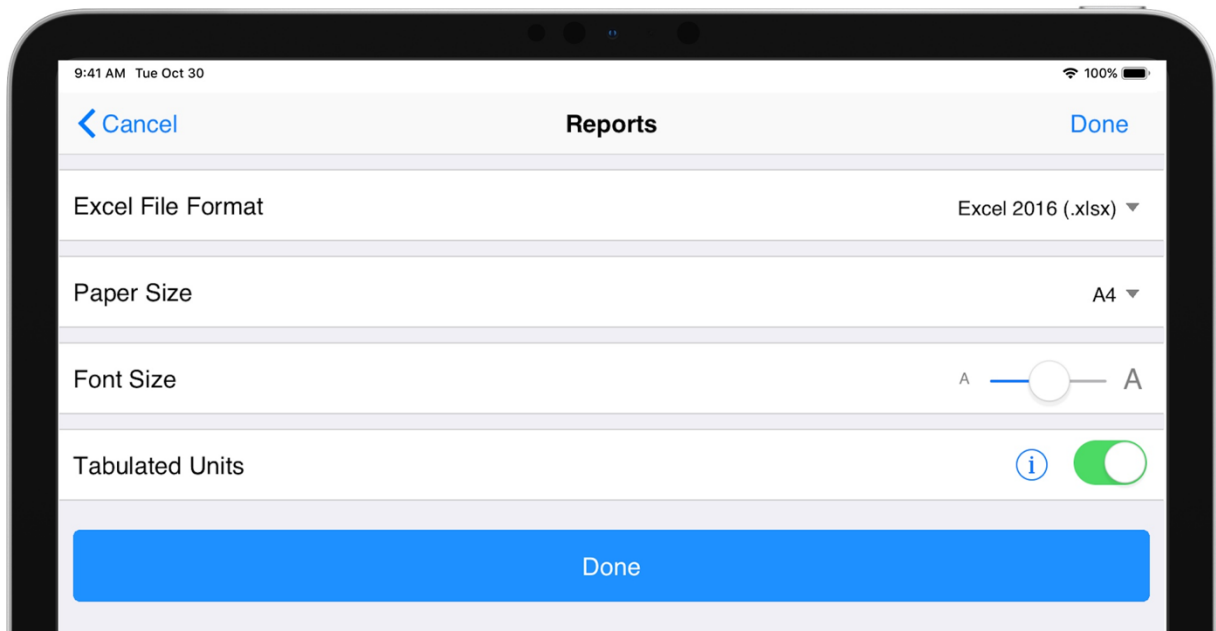 9:41 AM Tue Oct 30 100%
Cancel Reports Done
Excel File Format Excel 2016 (.xlsx)
Paper Size A4
Font Size A A
Tabulated Units i
Done